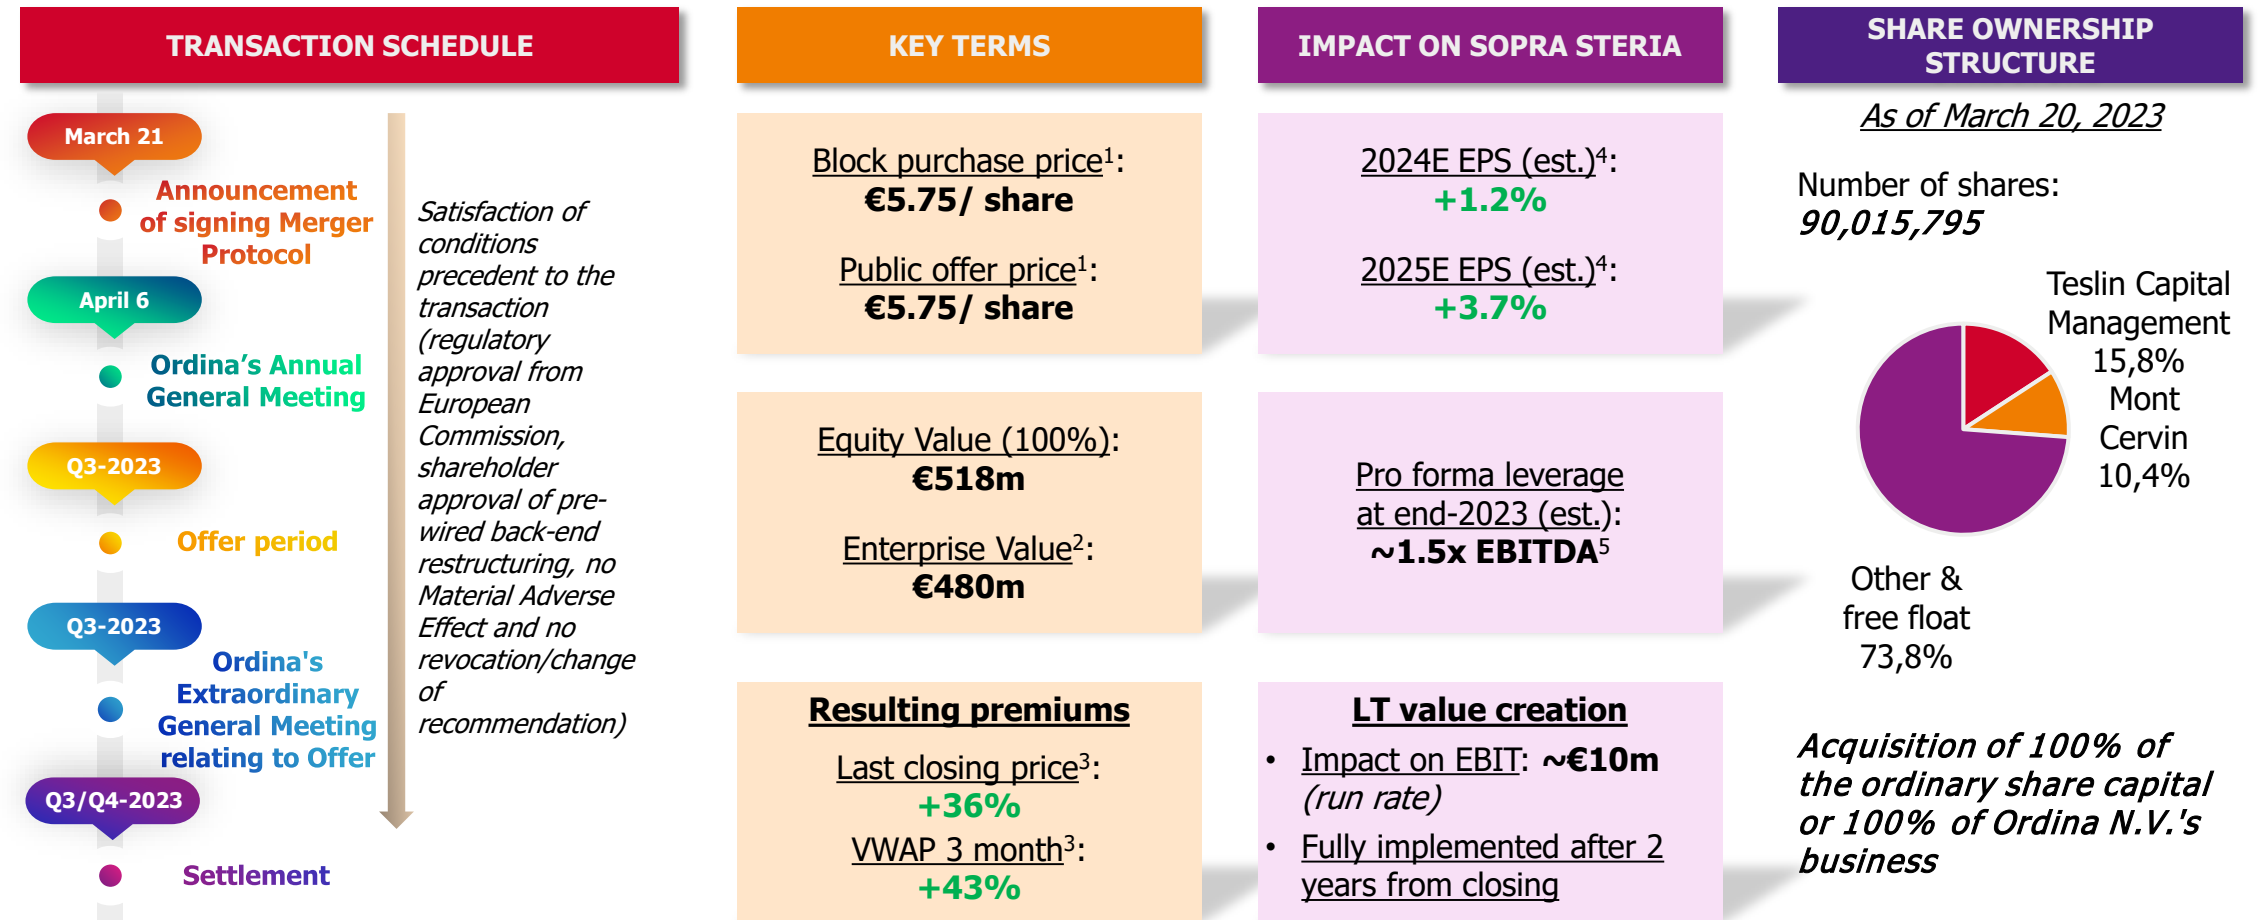 TRANSACTION SCHEDULE
March 21
Announcement
of signing Merger
Protocol
April 6
Ordina’s Annual
General Meeting
Q3-2023
Offer period
Q3-2023
Ordina's
Extraordinary
General Meeting
relating to Offer
Q3/Q4-2023
Settlement
Satisfaction of
conditions
precedent to the
transaction
(regulatory
approval from
European
Commission,
shareholder
approval of pre-
wired back-end
restructuring, no
Material Adverse
Effect and no
revocation/change
of
recommendation)
KEY TERMS
Block purchase price¹:
€5.75/ share
Public offer price¹:
€5.75/ share
Equity Value (100%):
€518m
Enterprise Value²:
€480m
Resulting premiums
Last closing price³:
+36%
VWAP 3 month³:
+43%
IMPACT ON SOPRA STERIA
2024E EPS (est.)⁴:
+1.2%
2025E EPS (est.)⁴:
+3.7%
Pro forma leverage
at end-2023 (est.):
~1.5x EBITDA⁵
LT value creation
• Impact on EBIT: ~€10m
(run rate)
• Fully implemented after 2
years from closing
SHARE OWNERSHIP
STRUCTURE
As of March 20, 2023
Number of shares:
90,015,795
Teslin Capital
Management
15,8%
Mont
Cervin
10,4%
Other &
free float
73,8%
Acquisition of 100% of
the ordinary share capital
or 100% of Ordina N.V.'s
business